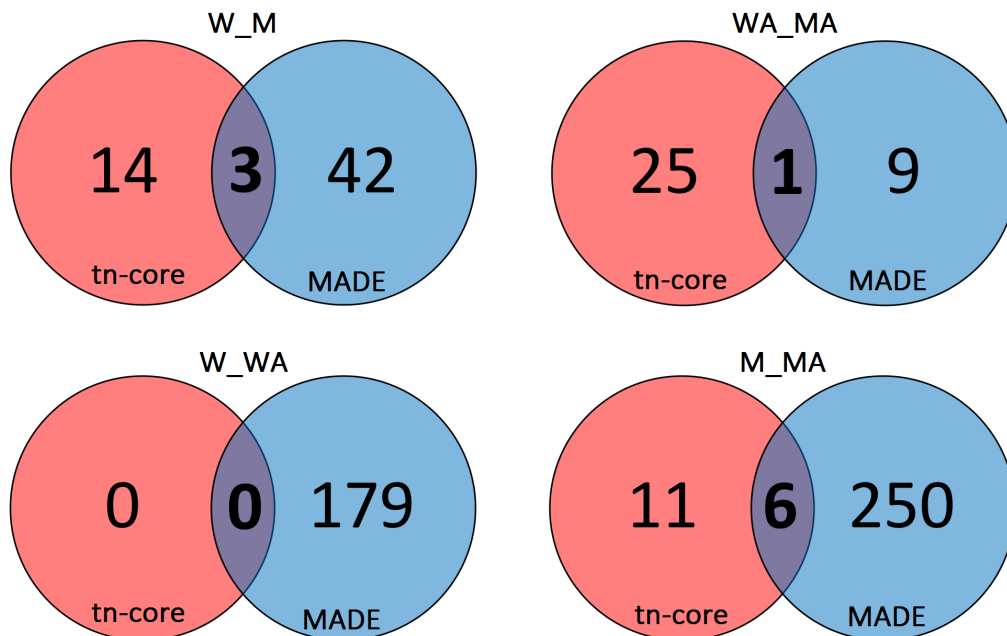 W_M
14 3 42
tn-core MADE
WA_MA
25 1 9
tn-core MADE
W_WA
0 0 179
tn-core MADE
M_MA
11 6 250
tn-core MADE